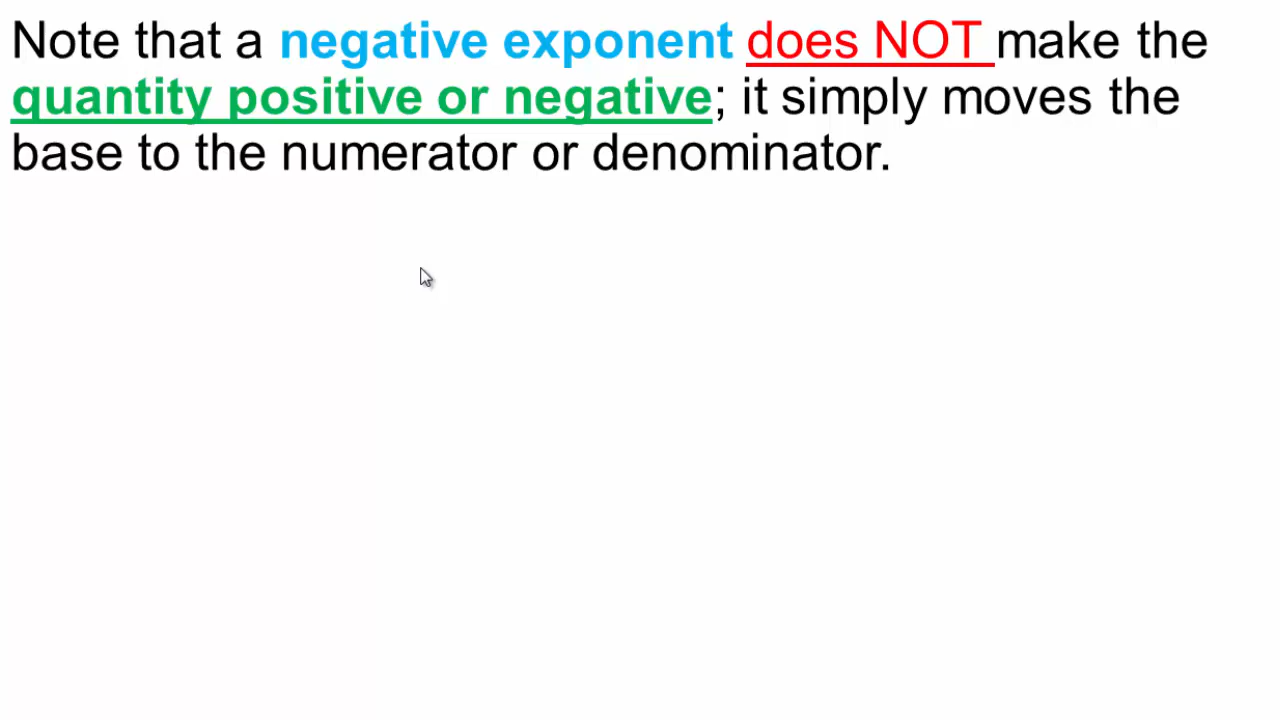 Note that a negative exponent does NOT make the
quantity positive or negative; it simply moves the
base to the numerator or denominator.